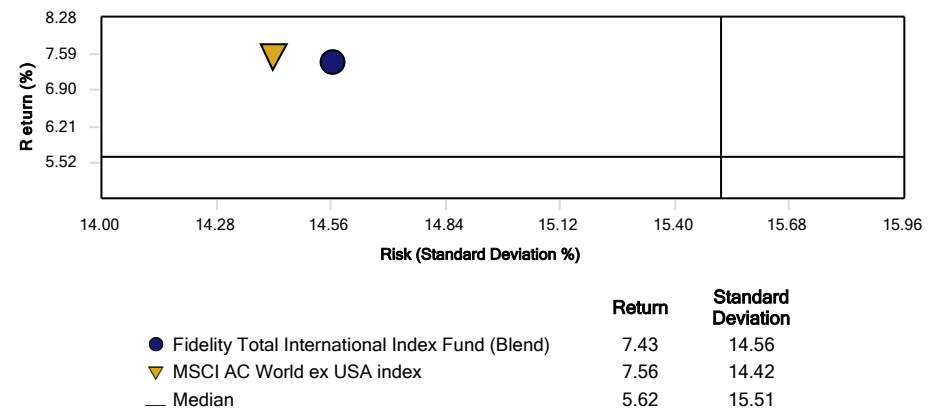 8.28
7.59
6.90
6.21
5.52
Return (%)
14.00 14.28 14.56 14.84 15.12 15.40 15.68 15.96
Risk (Standard Deviation %)
Return Standard Deviation
Fidelity Total International Index Fund (Blend) 7.43 14.56
MSCI AC World ex USA index 7.56 14.42
Median 5.62 15.51